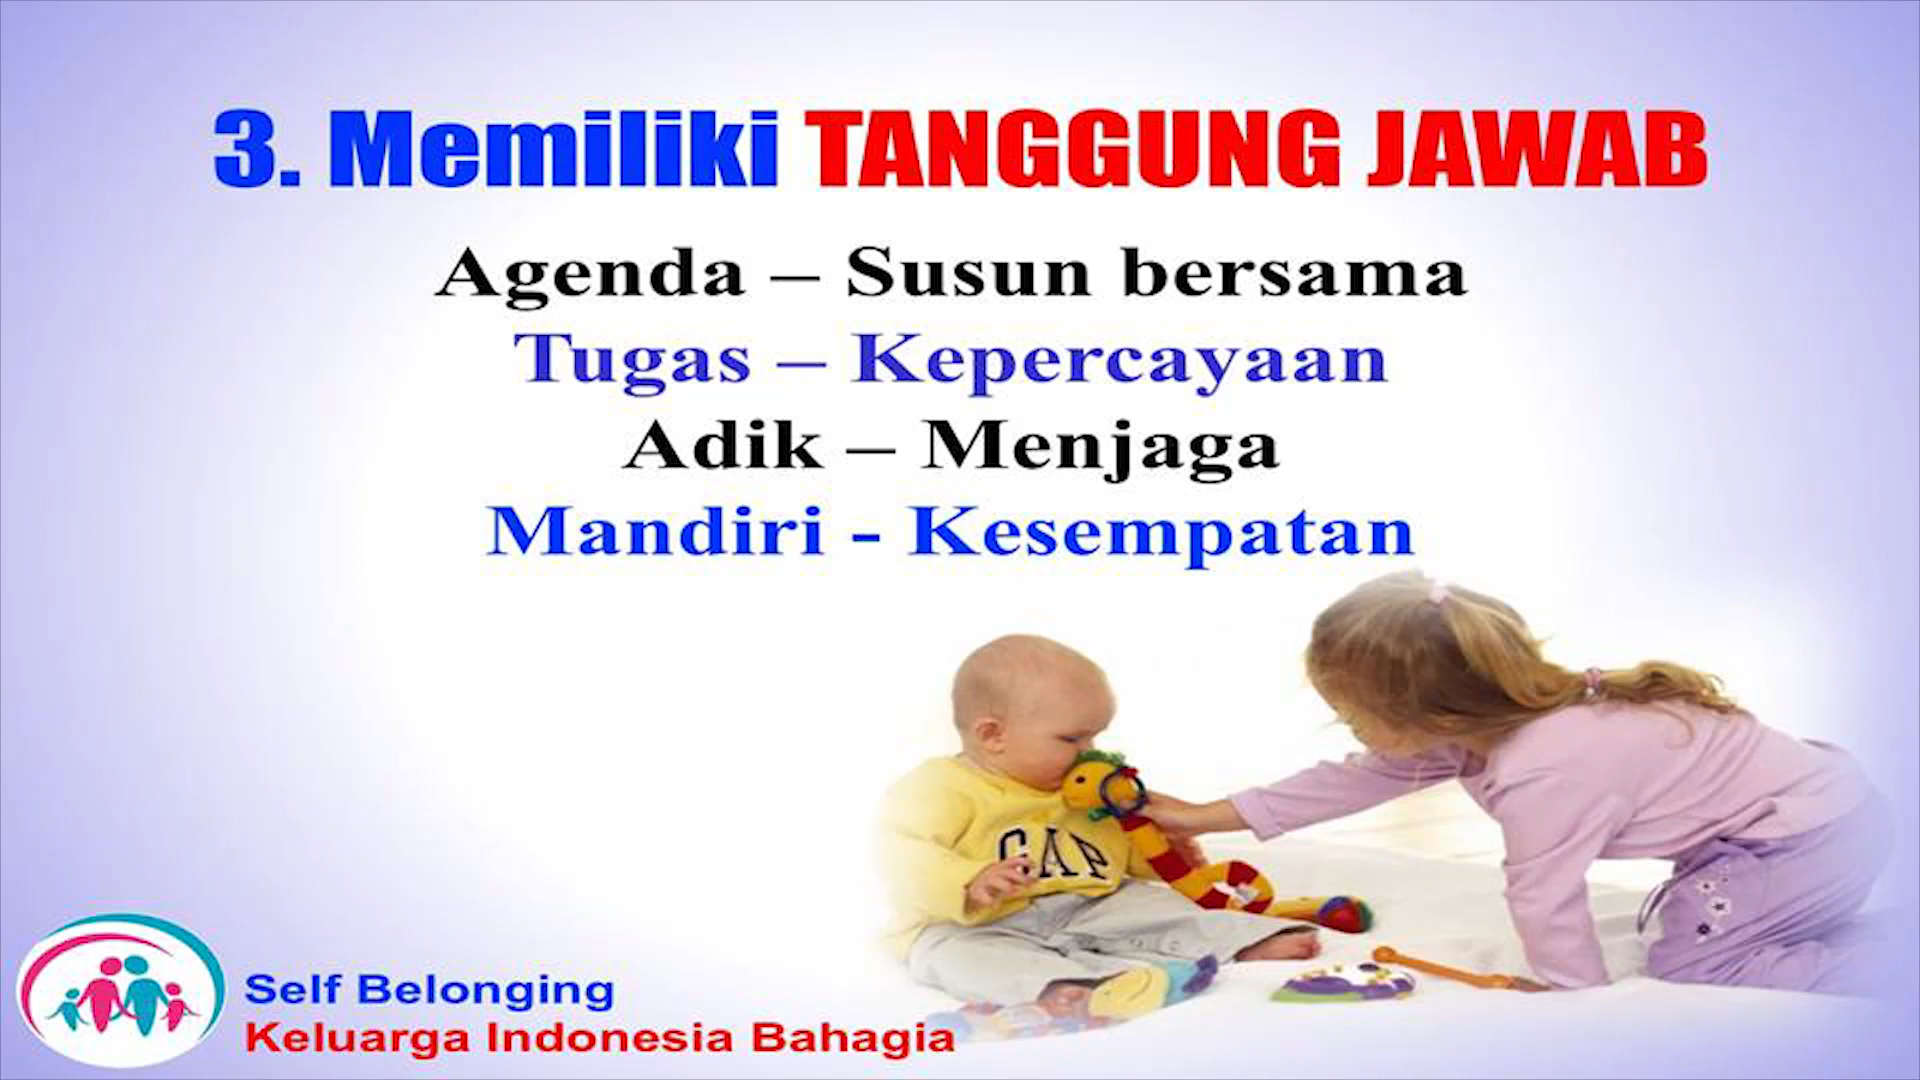 3. Memiliki TANGGUNG JAWAB
Agenda – Susun bersama
Tugas – Kepercayaan
Adik – Menjaga
Mandiri - Kesempatan
GAP
Self Belonging
Keluarga Indonesia Bahagia